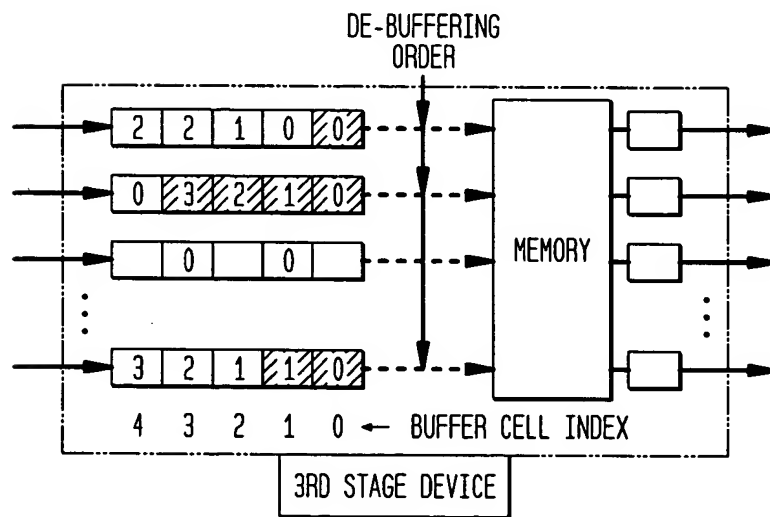 DE-BUFFERING
ORDER
2 2 1 0 0
0 3 2 1 0
MEMORY
0 0
3 2 1 1 0
4 3 2 1 0 ← BUFFER CELL INDEX
3RD STAGE DEVICE